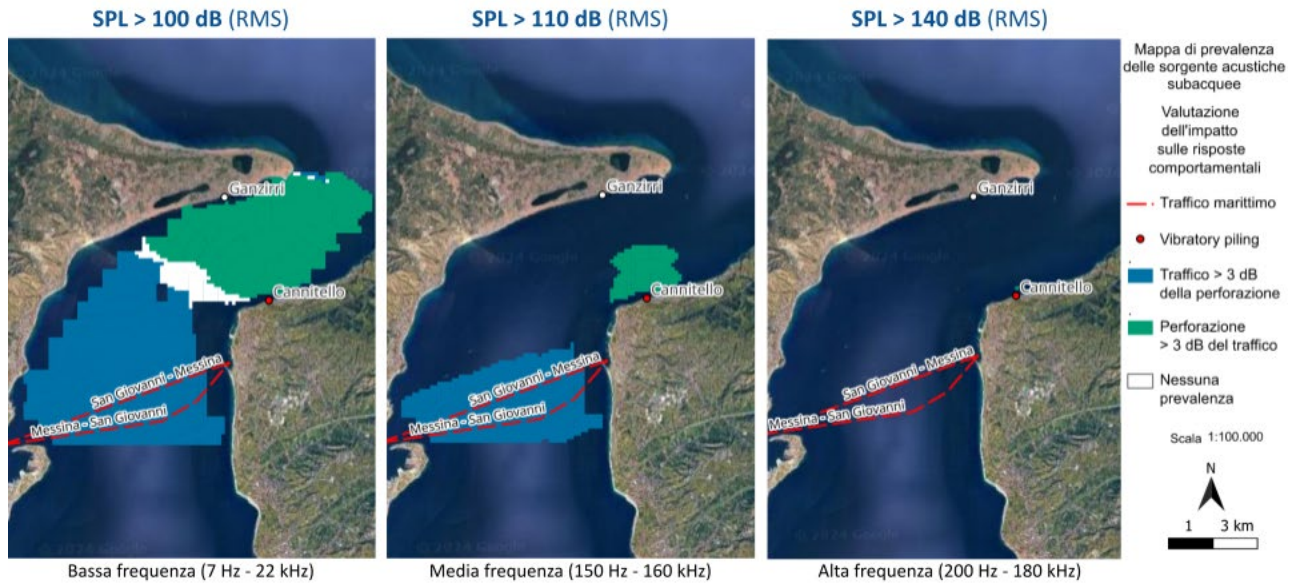 SPL > 100 dB (RMS)
SPL > 110 dB (RMS)
SPL > 140 dB (RMS)
Ganzirri
Cannitello
San Giovanni - Messina
Messina - San Giovanni
Bassa frequenza (7 Hz - 22 kHz)
Ganzirri
Cannitello
San Giovanni - Messina
Messina - San Giovanni
© 2024 Google
Media frequenza (150 Hz - 160 kHz)
Ganzirri
Cannitello
San Giovanni - Messina
Messina - San Giovanni
Alta frequenza (200 Hz - 180 kHz)
Mappa di prevalenza
delle sorgente acustiche
subacquee
Valutazione
dell'impatto
sulle risposte
comportamentali
Traffico marittimo
Vibratory piling
Traffico > 3 dB
della perforazione
Perforazione
> 3 dB del traffico
Nessuna
prevalenza
Scala 1:100.000
N
1 3 km